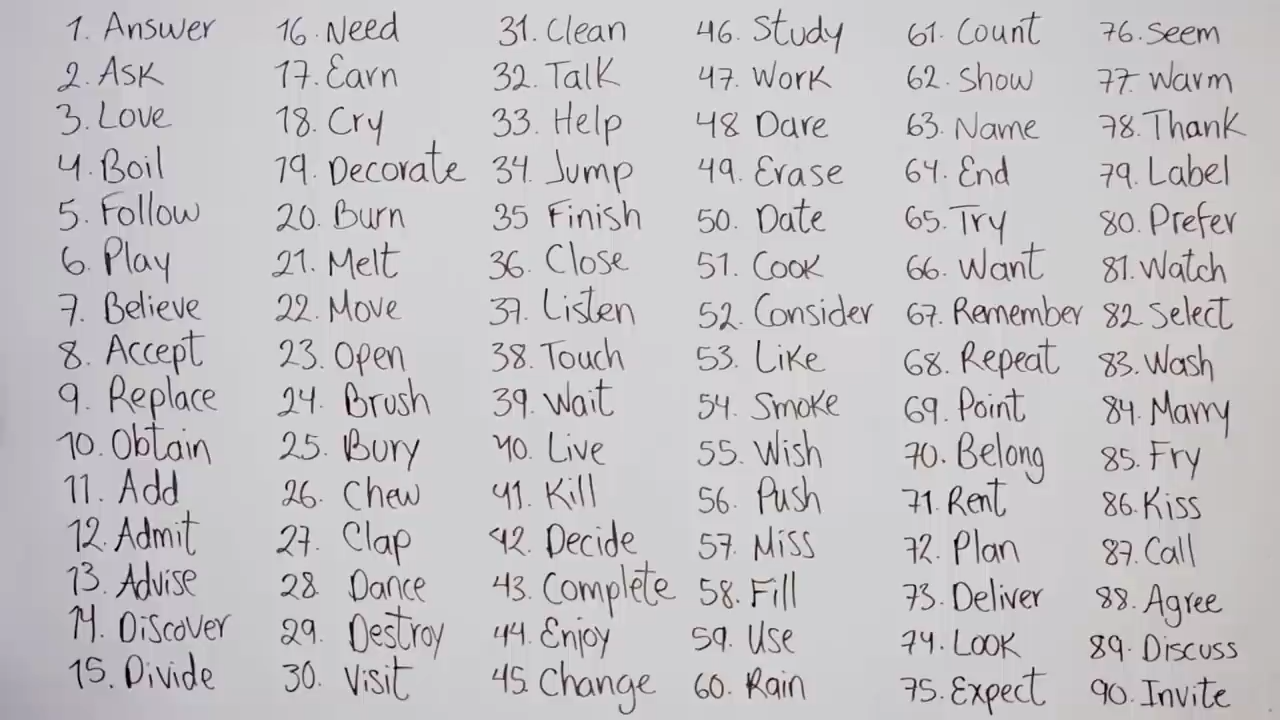 1. Answer
2. Ask
3. Love
4. Boil
5. Follow
6. Play
7. Believe
8. Accept
9. Replace
10. Obtain
11. Add
12. Admit
13. Advise
14. Discover
15. Divide
16. Need
17. Earn
18. Cry
19. Decorate
20. Burn
21. Melt
22. Move
23. Open
24. Brush
25. Bury
26. Chew
27. Clap
28. Dance
29. Destroy
30. Visit
31. Clean
32. Talk
33. Help
34. Jump
35 Finish
36. Close
37. Listen
38. Touch
39. Wait
40. Live
41. Kill
42. Decide
43. Complete
44. Enjoy
45. Change
46. Study
47. Work
48 Dare
49. Erase
50. Date
51. Cook
52. Consider
53. Like
54. Smoke
55. Wish
56. Push
57. Miss
58. Fill
59. Use
60. Rain
61. Count
62. Show
63. Name
64. End
65. Try
66. Want
67. Remember
68. Repeat
69. Point
70. Belong
71. Rent
72. Plan
73. Deliver
74. Look
75. Expect
76. Seem
77. Warm
78. Thank
79. Label
80. Prefer
81. Watch
82. Select
83. Wash
84. Marry
85. Fry
86. Kiss
87. Call
88. Agree
89. Discuss
90. Invite